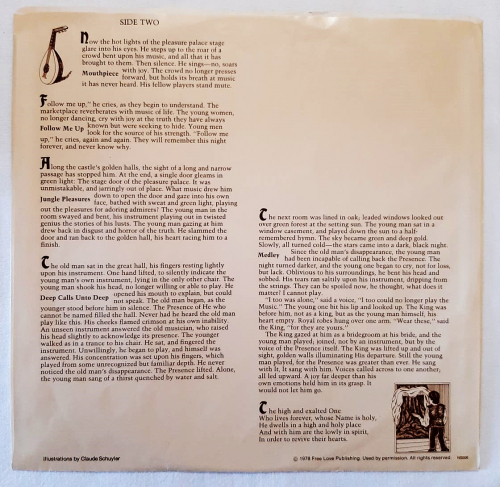 SIDE TWO
Now the hot lights of the pleasure palace stage
glare into his eyes. He steps up to the roar of a
crowd bent upon his music, and all that it has
brought to them. Then silence. He sings—no, soars
Mouthpiece with joy. The crowd no longer presses
forward, but holds its breath at music
it has never heard. His fellow players stand mute.
Follow me up," he cries, as they begin to understand. The
marketplace reverberates with music of life. The young women,
no longer dancing, cry with joy at the truth they have always
Follow Me Up known but were seeking to hide. Young men
look for the source of his strength. "Follow me
up," he cries, again and again. They will remember this night
forever, and never know why.
Along the castle's golden halls, the sight of a long and narrow
passage has stopped him. At the end, a single door gleams in
green light: The stage door of the pleasure palace. It was
unmistakable, and jarringly out of place. What music drew him
Jungle Pleasures down to open the door and gaze into his own
face, bathed with sweat and green light, playing
out the pleasures for adoring admirers! The young man in the
room swayed and bent, his instrument playing out in twisted
genius the stories of his lusts. The young man gazing at him
drew back in disgust and horror of the truth. He slammed the
door and ran back to the golden hall, his heart racing him to a
finish.
The old man sat in the great hall, his fingers resting lightly
upon his instrument. One hand lifted, to silently indicate the
young man's own instrument, lying in the only other chair. The
young man shook his head, no longer willing or able to play. He
Deep Calls Unto Deep opened his mouth to explain, but could
not speak. The old man began, as the
younger stood before him in silence. The Presence of He who
cannot be named filled the hall. Never had he heard the old man
play like this. His cheeks flamed crimson at his own inability.
An unseen instrument answered the old musician, who raised
his head slightly to acknowledge its presence. The younger
walked as in a trance to his chair. He sat, and fingered the
instrument. Unwillingly, he began to play, and himself was
answered. His concentration was set upon his fingers, which
played from some unrecognized but familiar depth. He never
noticed the old man's disappearance. The Presence lifted. Alone,
the young man sang of a thirst quenched by water and salt.
The next room was lined in oak; leaded windows looked out
over green forest at the setting sun. The young man sat in a
window casement, and played down the sun to a half-
remembered hymn. The sky became green and deep gold.
Slowly, all turned cold—the stars came into a dark, black night.
Medley Since the old man's disappearance, the young man
had been incapable of calling back the Presence. The
night turned darker, and the young one began to cry, not for loss,
but lack. Oblivious to his surroundings, he bent his head and
sobbed. His tears ran saltily upon his instrument, dripping from
the strings. They can be spoiled now, he thought, what does it
matter? I cannot play.
"I too was alone," said a voice, "I too could no longer play the
Music." The young one bit his lip and looked up. The King was
before him, not as a king, but as the young man himself, his
heart empty. Royal robes hung over one arm. "Wear these," said
the King, "for they are yours."
The King gazed at him as a bridegroom at his bride, and the
young man played, joined, not by an instrument, but by the
voice of the Presence itself. The King was lifted up and out of
sight, golden walls illuminating His departure. Still the young
man played, for the Presence was greater than ever. He sang
with It, It sang with him. Voices called across to one another,
all led upward. A joy far deeper than his
own emotions held him in its grasp. It
would not let him go.
The high and exalted One
Who lives forever, whose Name is holy,
He dwells in a high and holy place
And with him are the lowly in spirit,
In order to revive their hearts.
Illustrations by Claude Schuyler
© 1978 Free Love Publishing. Used by permission. All rights reserved.